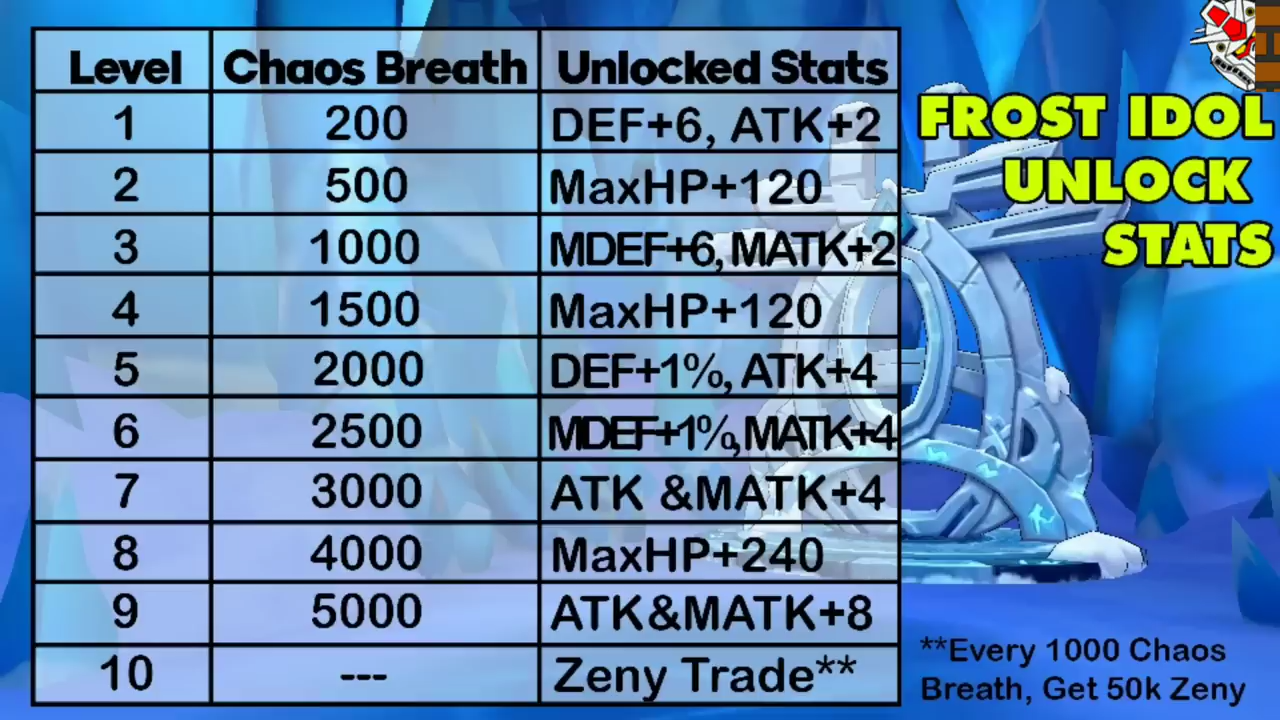 Level Chaos Breath Unlocked Stats
1 200 DEF+6, ATK+2
2 500 MaxHP+120
3 1000 MDEF+6, MATK+2
4 1500 MaxHP+120
5 2000 DEF+1%, ATK+4
6 2500 MDEF+1%, MATK+4
7 3000 ATK &MATK+4
8 4000 MaxHP+240
9 5000 ATK&MATK+8
10 --- Zeny Trade**
FROST IDOL
UNLOCK
STATS
**Every 1000 Chaos
Breath, Get 50k Zeny